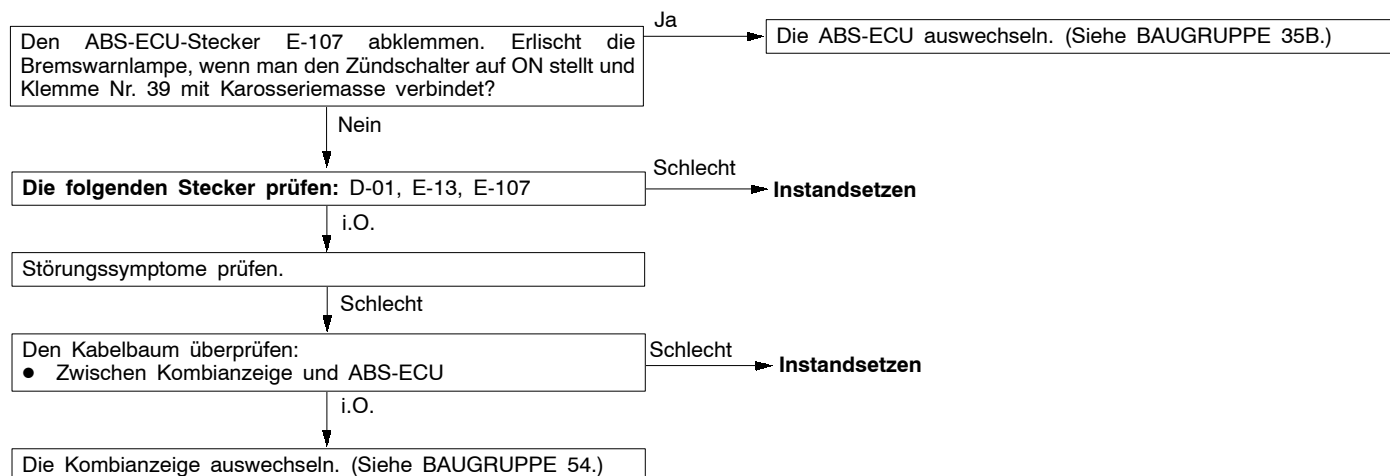 Den ABS-ECU-Stecker E-107 abklemmen. Erlischt die
Bremswarnlampe, wenn man den Zündschalter auf ON stellt und
Klemme Nr. 39 mit Karosseriemasse verbindet?
Ja
Die ABS-ECU auswechseln. (Siehe BAUGRUPPE 35B.)
Nein
Die folgenden Stecker prüfen: D-01, E-13, E-107
Schlecht
Instandsetzen
i.O.
Störungssymptome prüfen.
Schlecht
Den Kabelbaum überprüfen:
● Zwischen Kombianzeige und ABS-ECU
Schlecht
Instandsetzen
i.O.
Die Kombianzeige auswechseln. (Siehe BAUGRUPPE 54.)